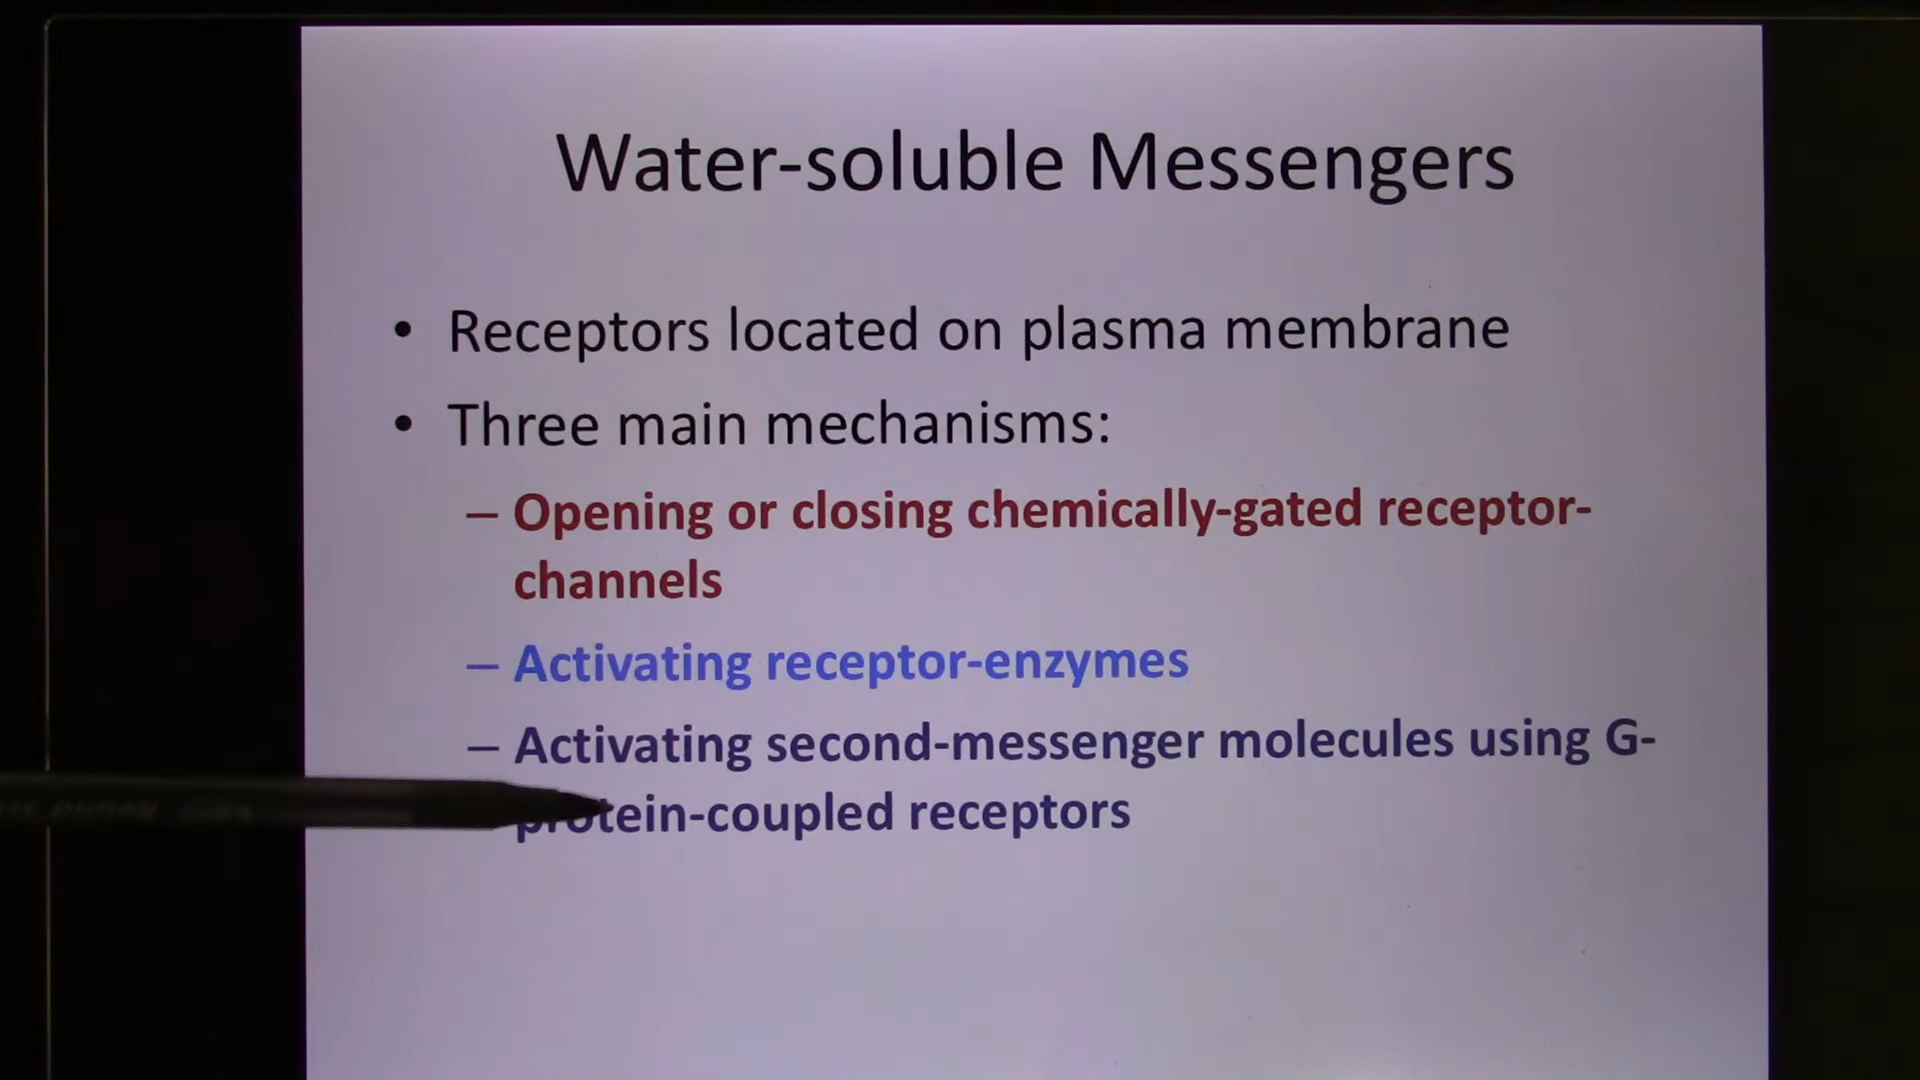 Water-soluble Messengers
• Receptors located on plasma membrane
• Three main mechanisms:
– Opening or closing chemically-gated receptor-
channels
– Activating receptor-enzymes
– Activating second-messenger molecules using G-
protein-coupled receptors